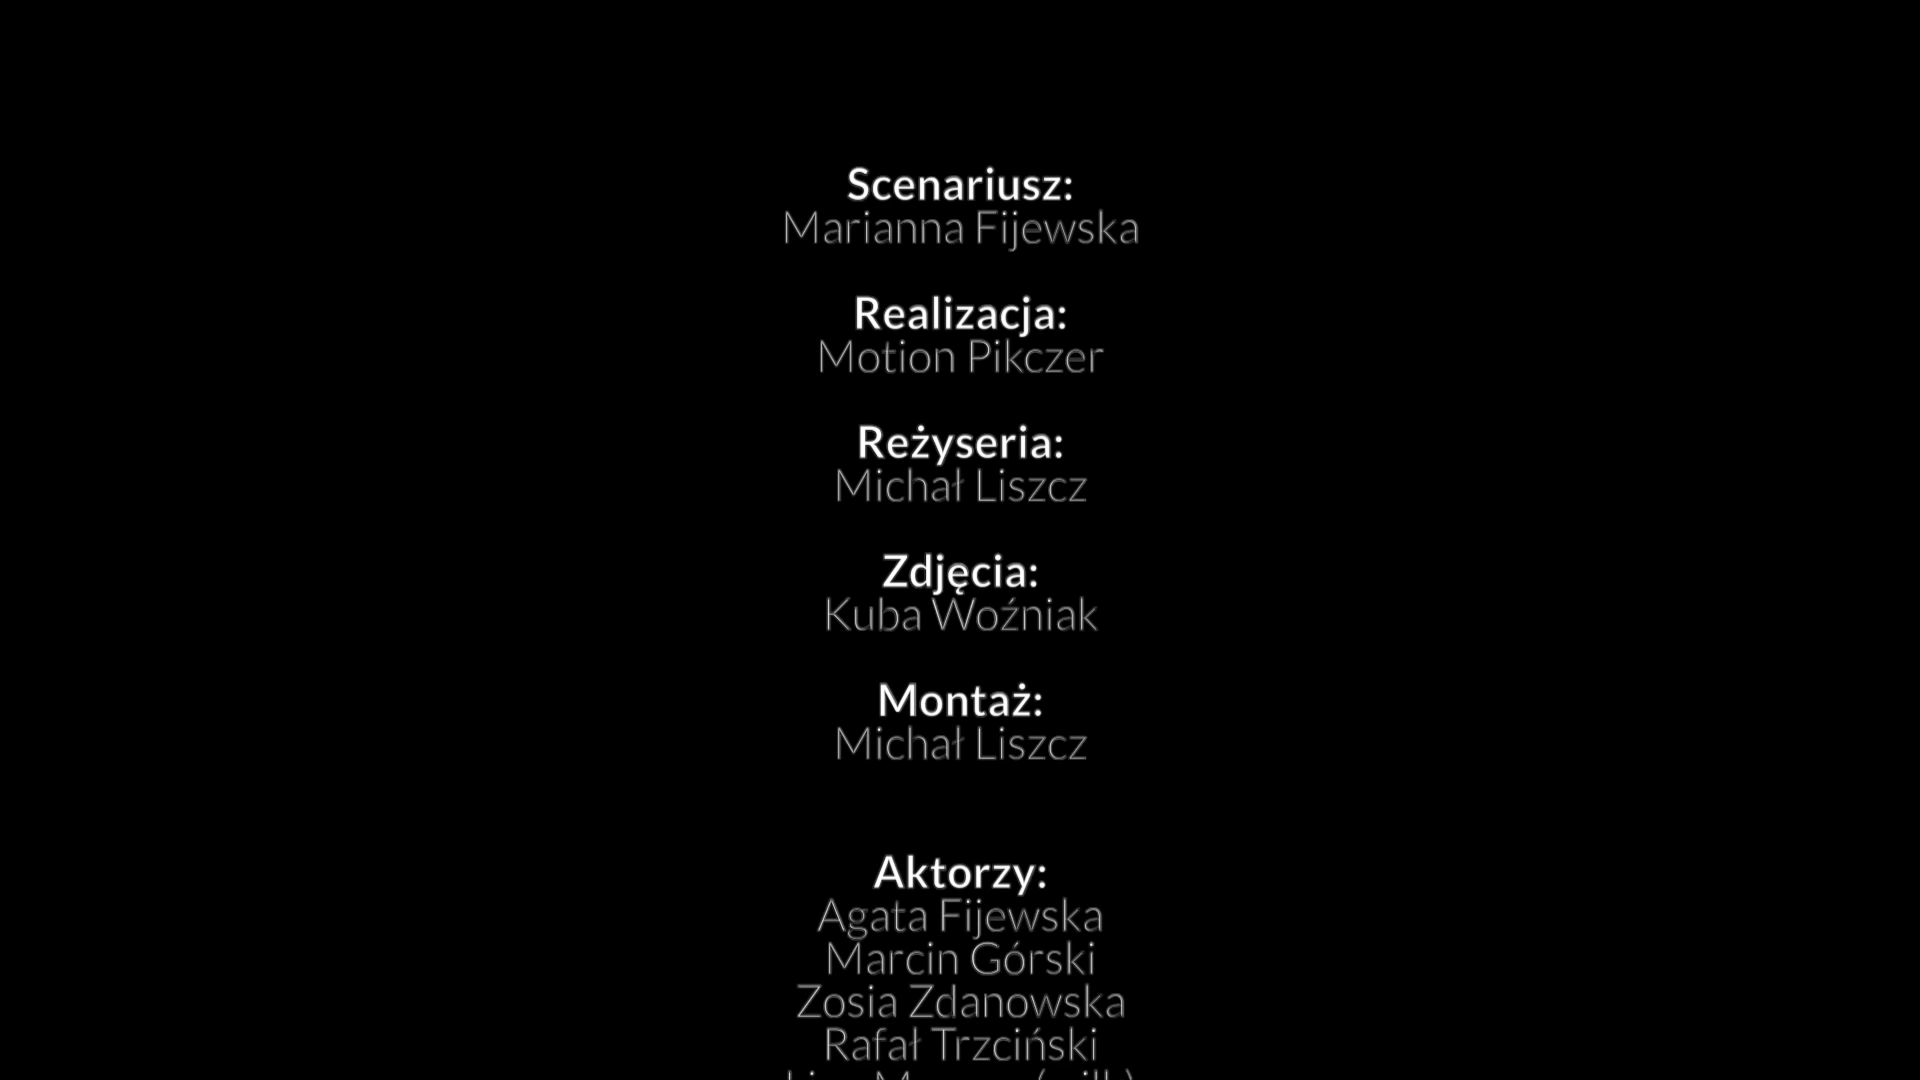 Scenariusz:
Marianna Fijewska
Realizacja:
Motion Pikczer
Reżyseria:
Michał Liszcz
Zdjęcia:
Kuba Woźniak
Montaż:
Michał Liszcz
Aktorzy:
Agata Fijewska
Marcin Górski
Zosia Zdanowska
Rafał Trzciński